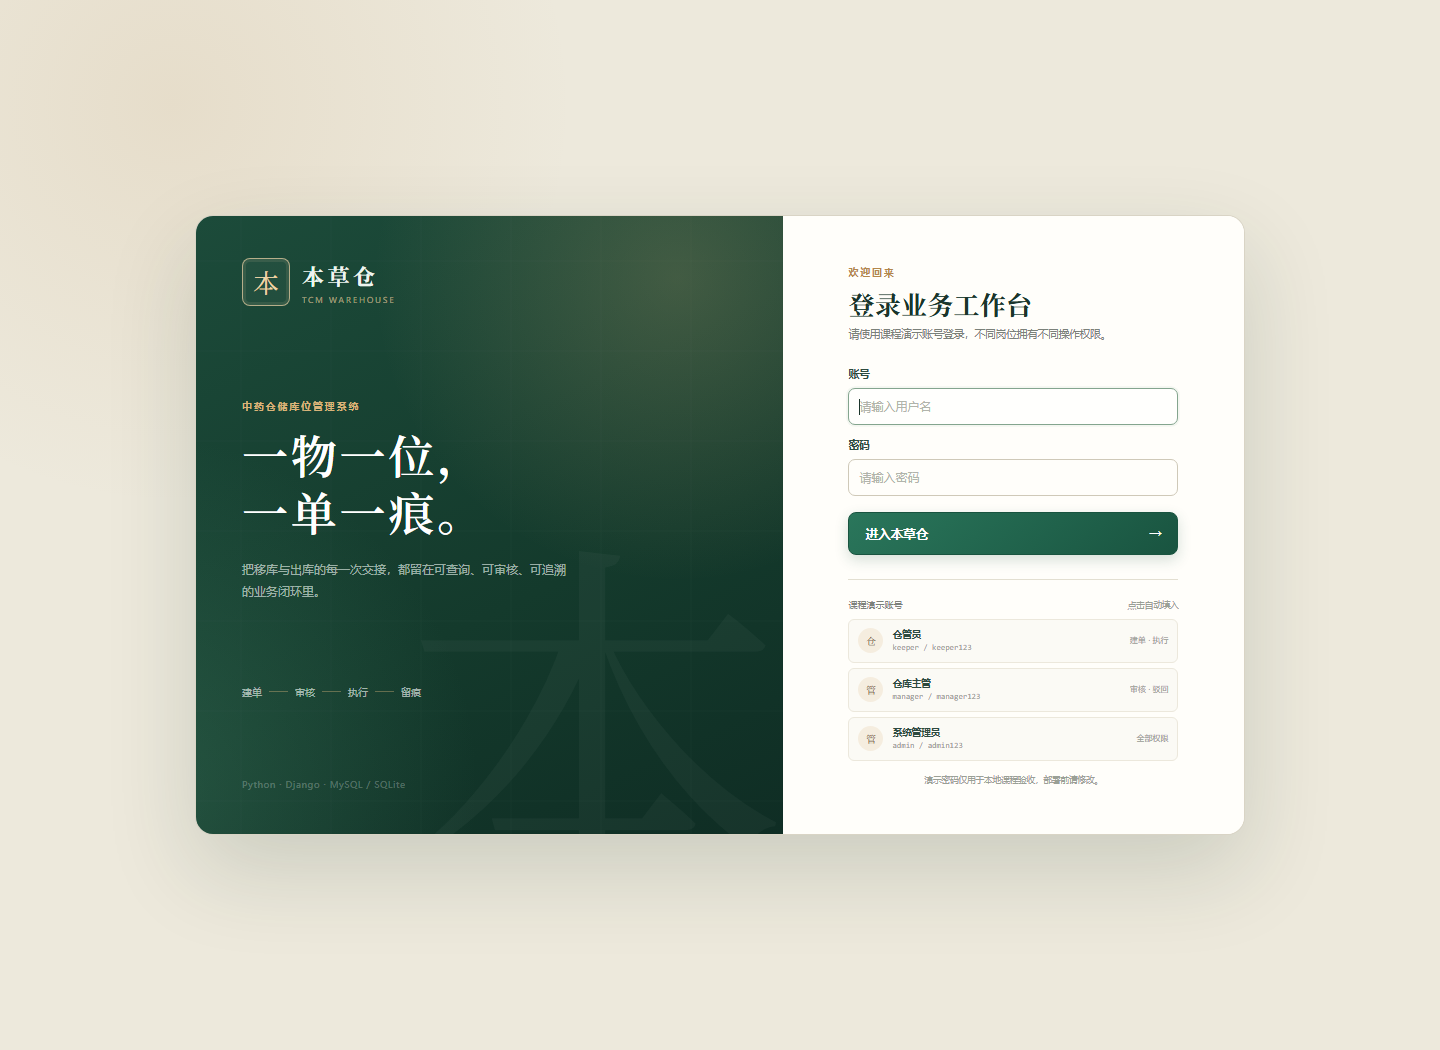 本
本草仓
TCM WAREHOUSE
中药仓储库位管理系统
一物一位，
一单一痕。
把移库与出库的每一次交接，都留在可查询、可审核、可追溯
的业务闭环里。
建单 审核 执行 留痕
Python · Django · MySQL / SQLite
本
欢迎回来
登录业务工作台
请使用课程演示账号登录，不同岗位拥有不同操作权限。
账号
请输入用户名
密码
请输入密码
进入本草仓 →
课程演示账号 点击自动填入
仓 仓管员 建单 · 执行
keeper / keeper123
管 仓库主管 审核 · 驳回
manager / manager123
管 系统管理员 全部权限
admin / admin123
演示密码仅用于本地课程验收，部署前请修改。